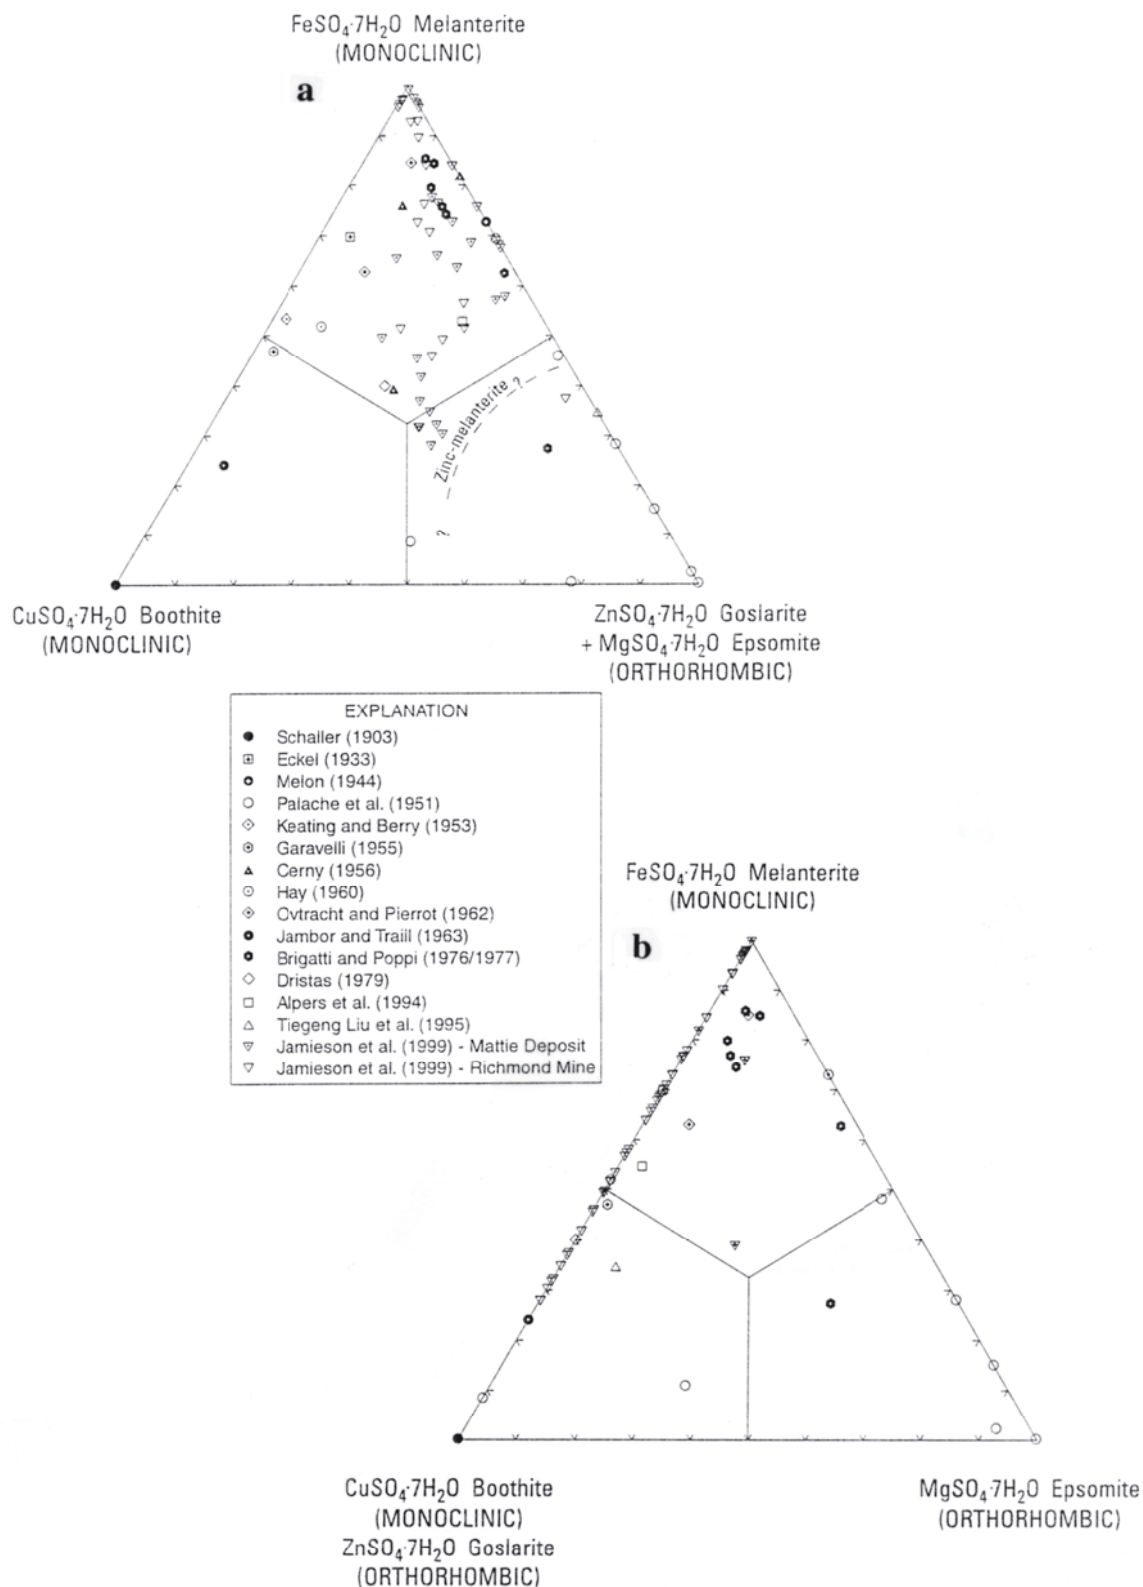 FeSO₄·7H₂O Melanterite
(MONOCLINIC)
a
Zinc-melanterite
?
?
CuSO₄·7H₂O Boothite
(MONOCLINIC)
ZnSO₄·7H₂O Goslarite
+ MgSO₄·7H₂O Epsomite
(ORTHORHOMBIC)
EXPLANATION
Schaller (1903)
Eckel (1933)
Melon (1944)
Palache et al. (1951)
Keating and Berry (1953)
Garavelli (1955)
Cerny (1956)
Hay (1960)
Ovtracht and Pierrot (1962)
Jambor and Traill (1963)
Brigatti and Poppi (1976/1977)
Dristas (1979)
Alpers et al. (1994)
Tiegeng Liu et al. (1995)
Jamieson et al. (1999) - Mattie Deposit
Jamieson et al. (1999) - Richmond Mine
FeSO₄·7H₂O Melanterite
(MONOCLINIC)
b
CuSO₄·7H₂O Boothite
(MONOCLINIC)
ZnSO₄·7H₂O Goslarite
(ORTHORHOMBIC)
MgSO₄·7H₂O Epsomite
(ORTHORHOMBIC)